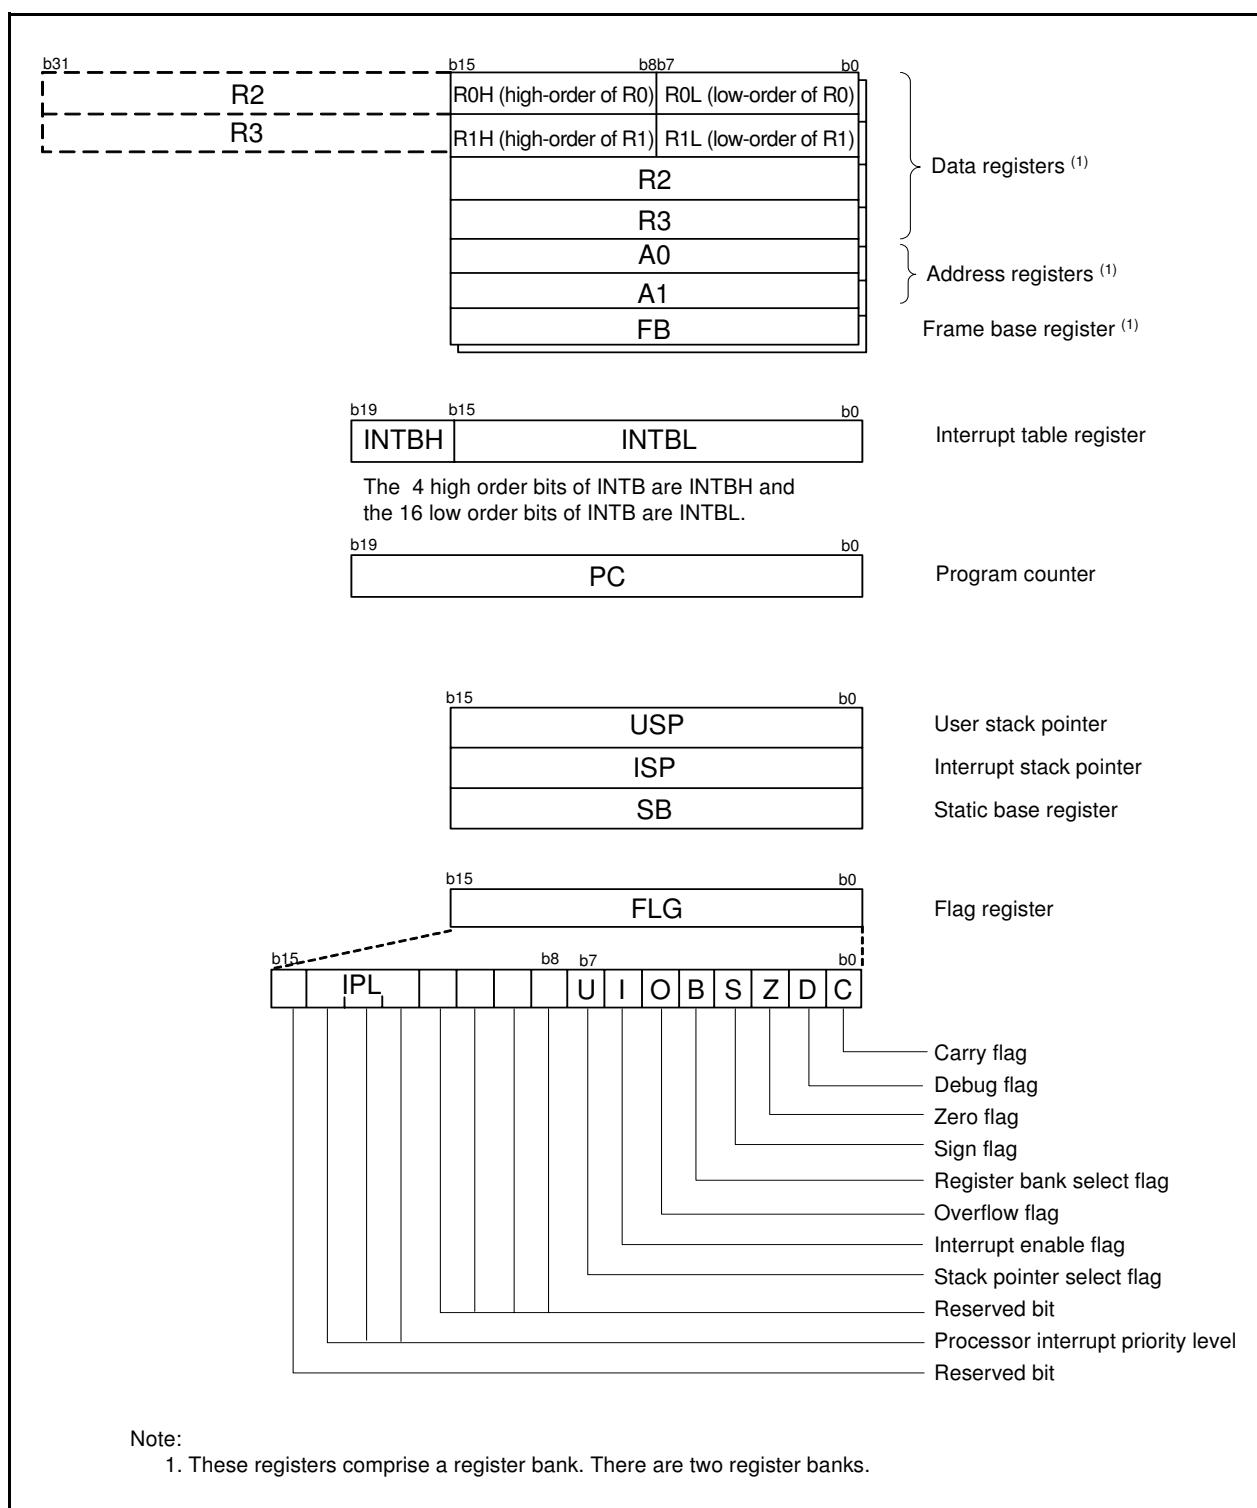 b31 b15 b8b7 b0
R2 R0H (high-order of R0) R0L (low-order of R0)
R3 R1H (high-order of R1) R1L (low-order of R1)
Data registers (1)
R2
R3
A0
Address registers (1)
A1
FB Frame base register (1)
b19 b15 b0
INTBH INTBL Interrupt table register
The 4 high order bits of INTB are INTBH and
the 16 low order bits of INTB are INTBL.
b19 b0
PC Program counter
b15 b0
USP User stack pointer
ISP Interrupt stack pointer
SB Static base register
b15 b0
FLG Flag register
b15 b8 b7 b0
IPL U I O B S Z D C
Carry flag
Debug flag
Zero flag
Sign flag
Register bank select flag
Overflow flag
Interrupt enable flag
Stack pointer select flag
Reserved bit
Processor interrupt priority level
Reserved bit
Note:
1. These registers comprise a register bank. There are two register banks.